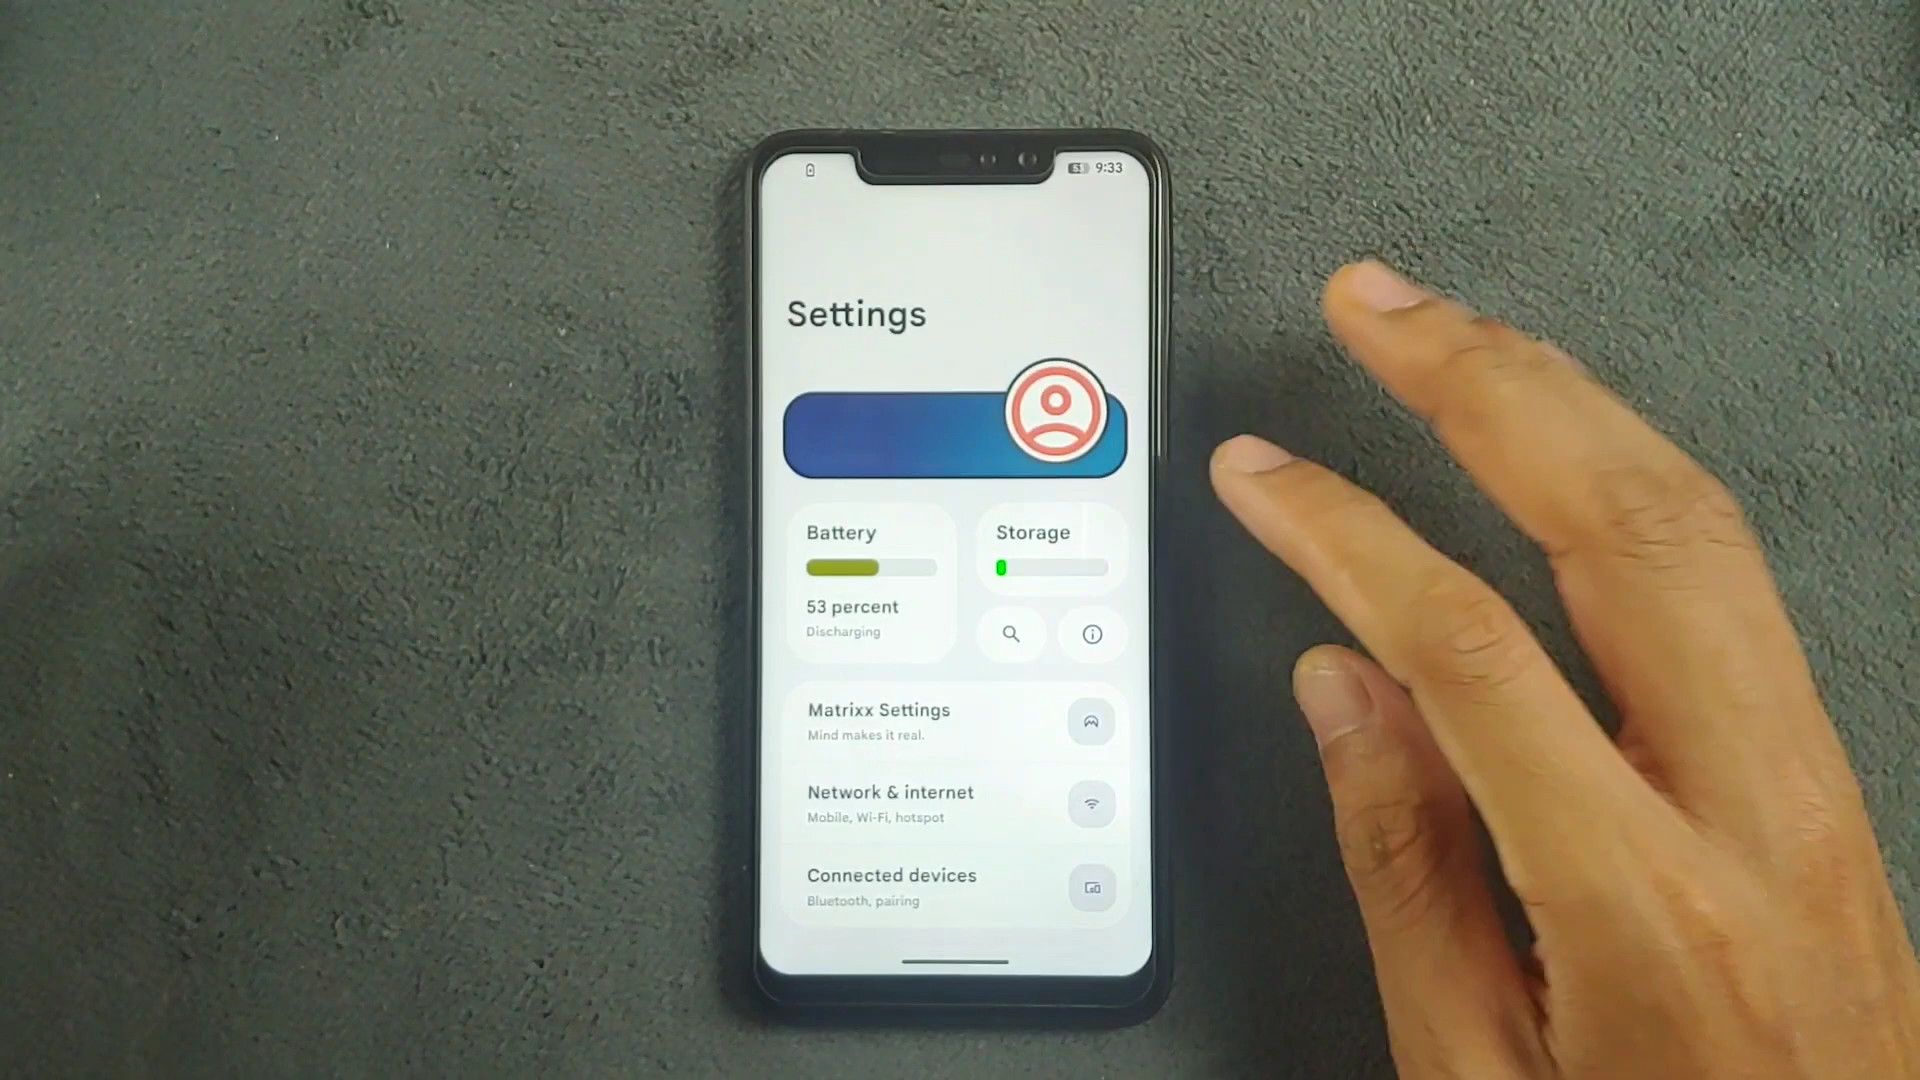 9:33
Settings
Battery
Storage
53 percent
Discharging
Matrixx Settings
Mind makes it real.
Network & internet
Mobile, Wi-Fi, hotspot
Connected devices
Bluetooth, pairing